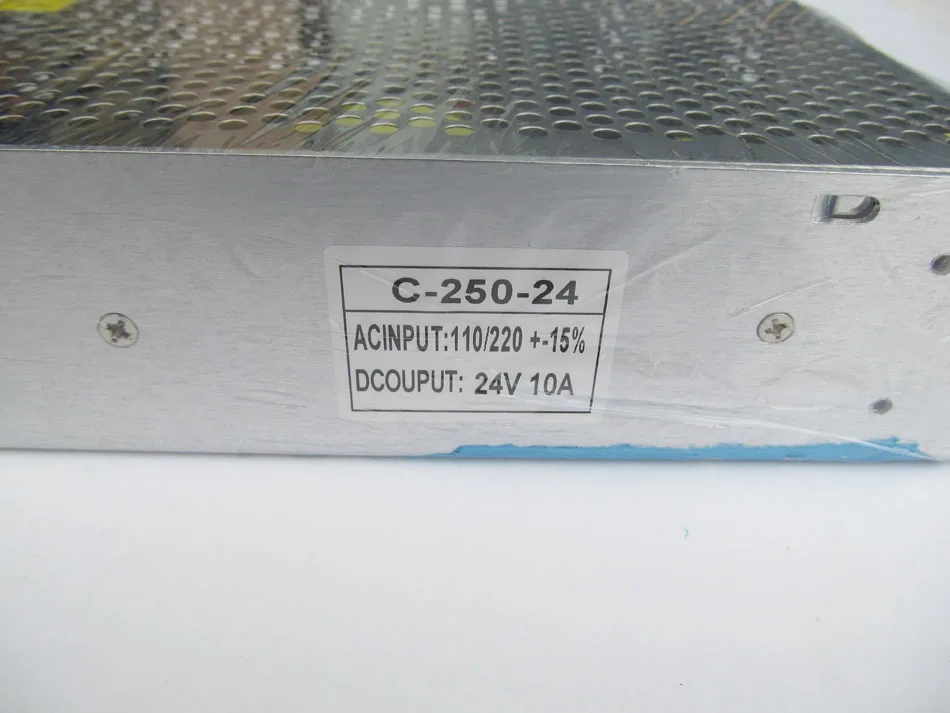 C-250-24
ACINPUT:110/220 +-15%
DCOUPUT: 24V 10A